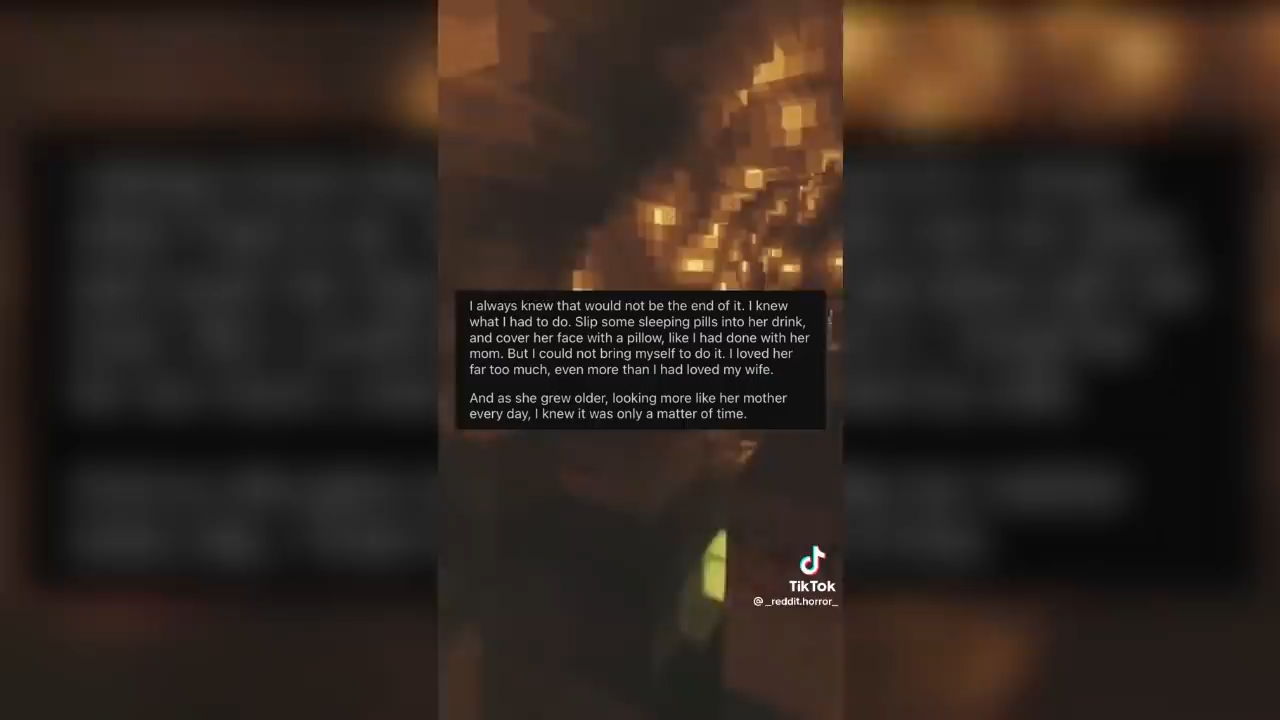 I always knew that would not be the end of it. I knew
what I had to do. Slip some sleeping pills into her drink,
and cover her face with a pillow, like I had done with her
mom. But I could not bring myself to do it. I loved her
far too much, even more than I had loved my wife.
And as she grew older, looking more like her mother
every day, I knew it was only a matter of time.
TikTok
@ _reddit.horror_